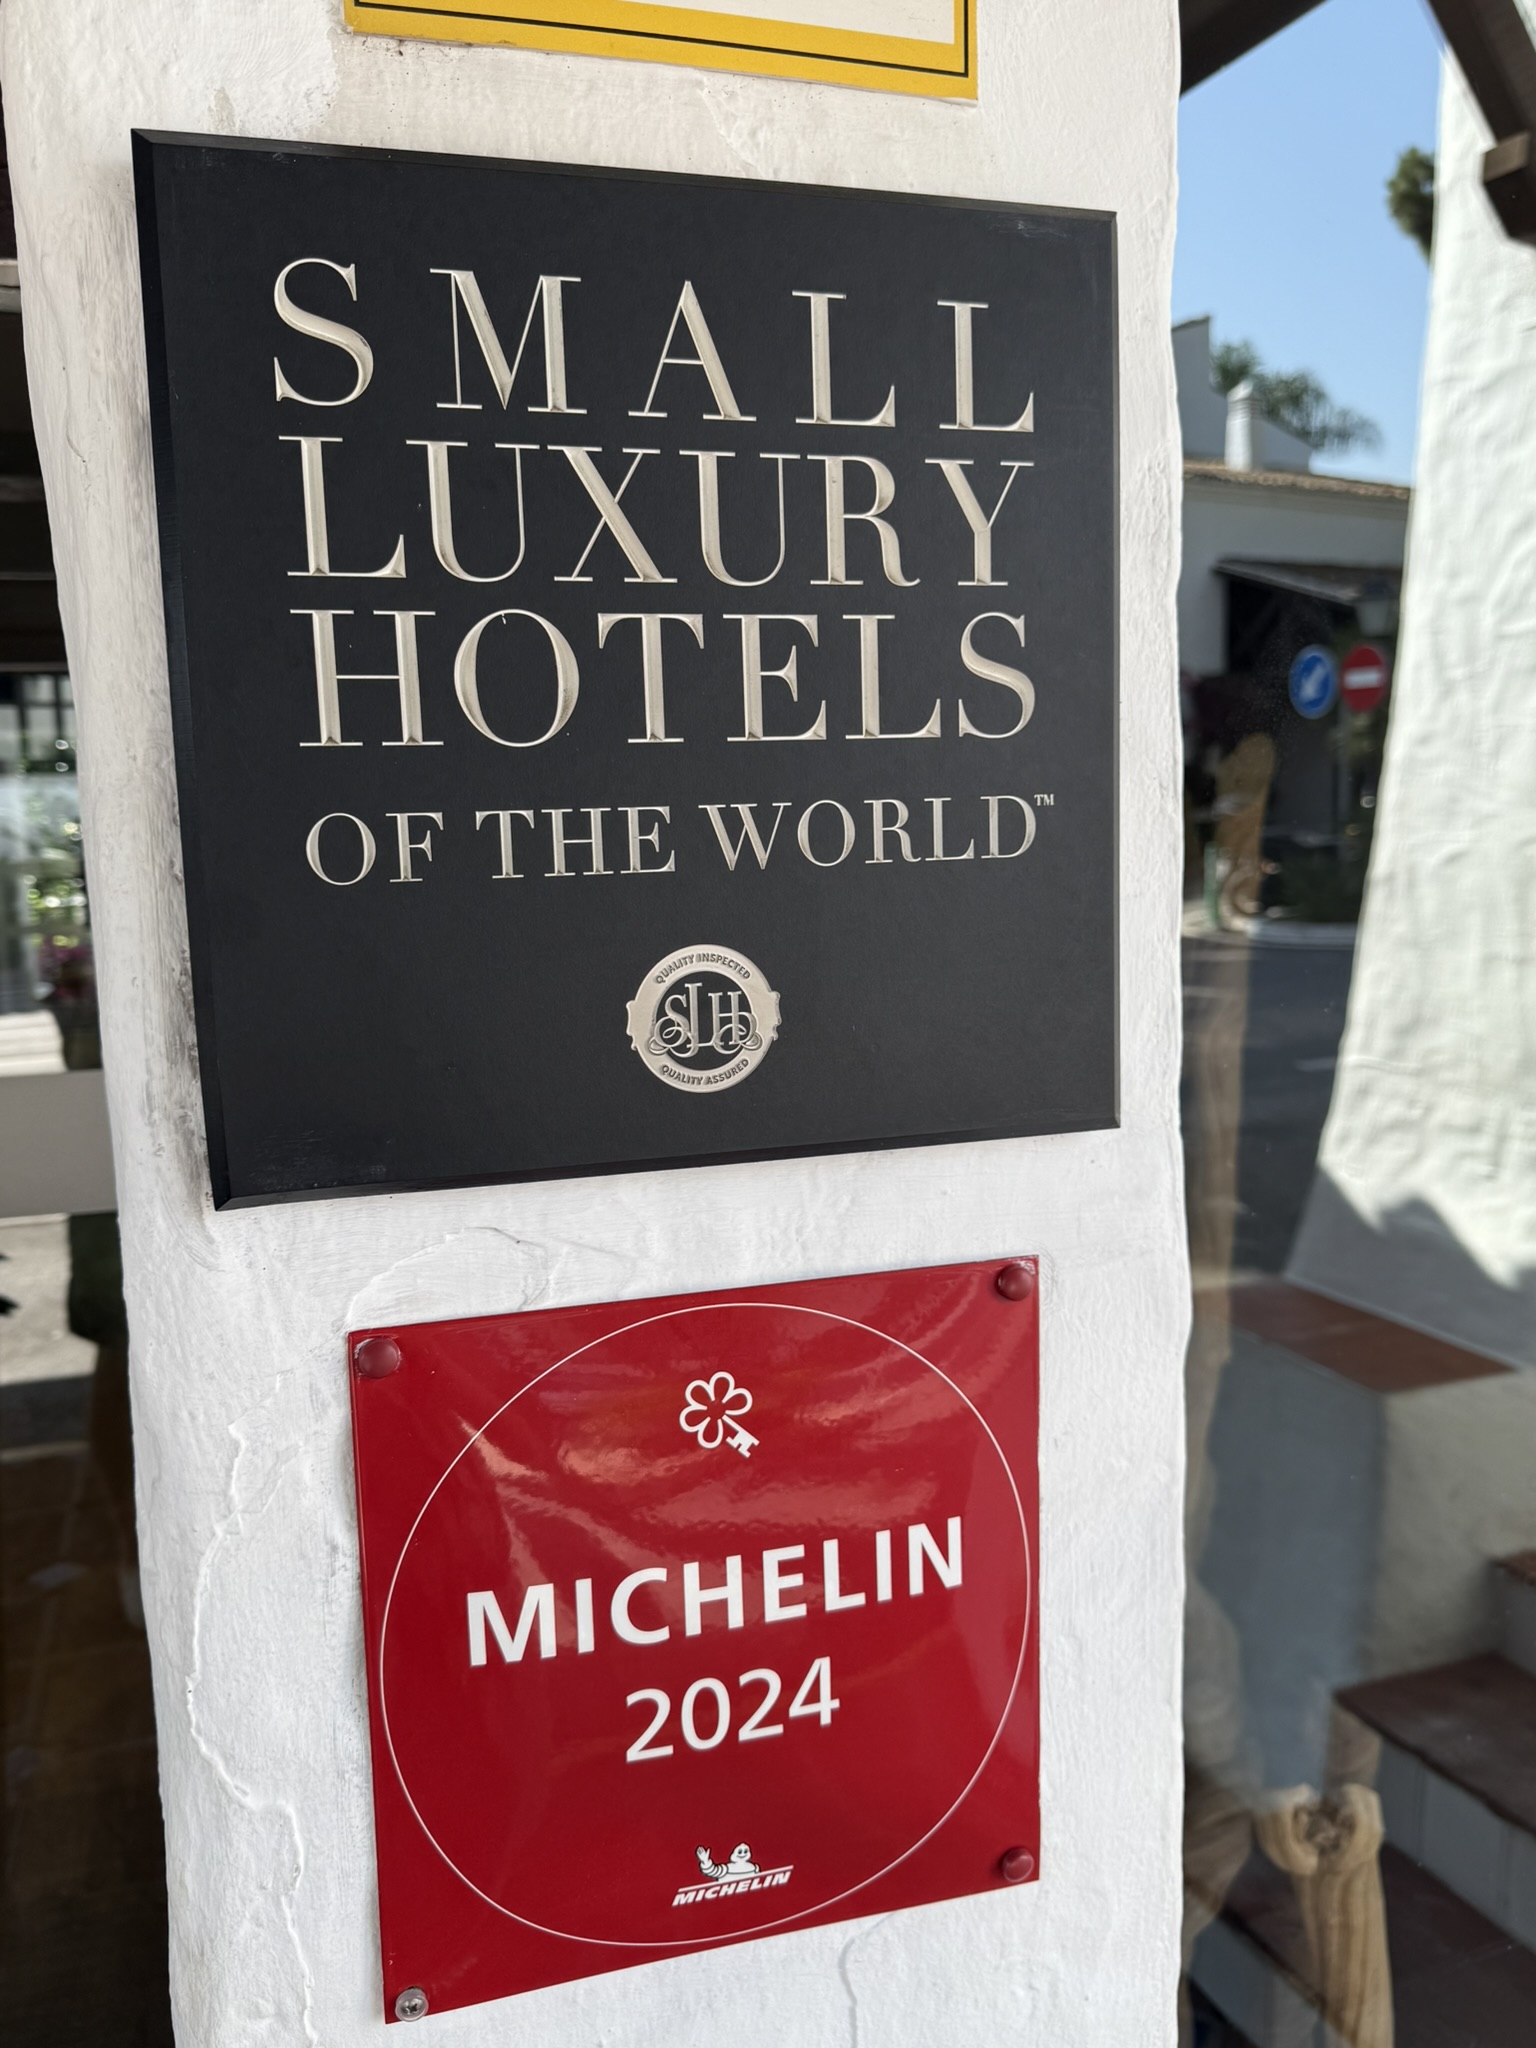 SMALL
LUXURY
HOTELS
OF THE WORLD™
QUALITY INSPECTED
SLH
QUALITY ASSURED
MICHELIN
2024
MICHELIN